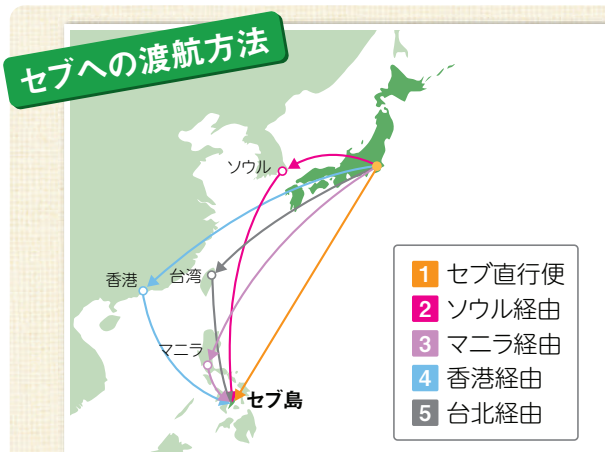 セブへの渡航方法
ソウル
香港
台湾
マニラ
セブ島
1 セブ直行便
2 ソウル経由
3 マニラ経由
4 香港経由
5 台北経由